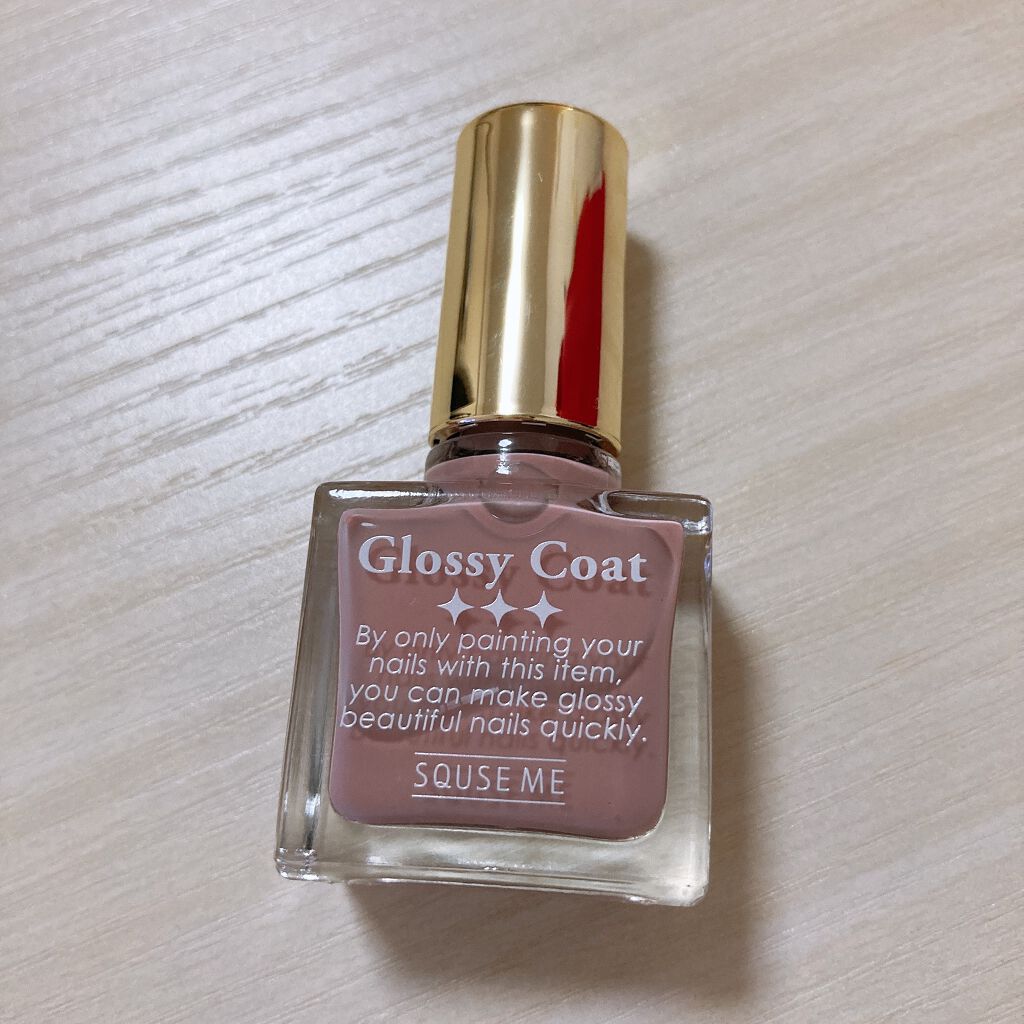 Glossy Coat
By only painting your
nails with this item,
you can make glossy
beautiful nails quickly.
SQUSE ME